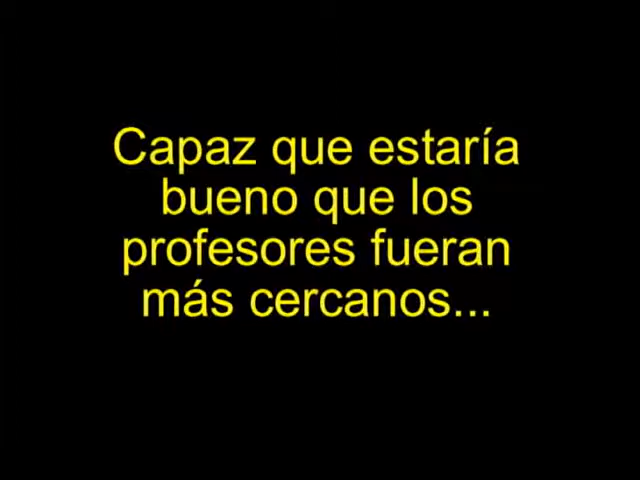 Capaz que estaría
bueno que los
profesores fueran
más cercanos...